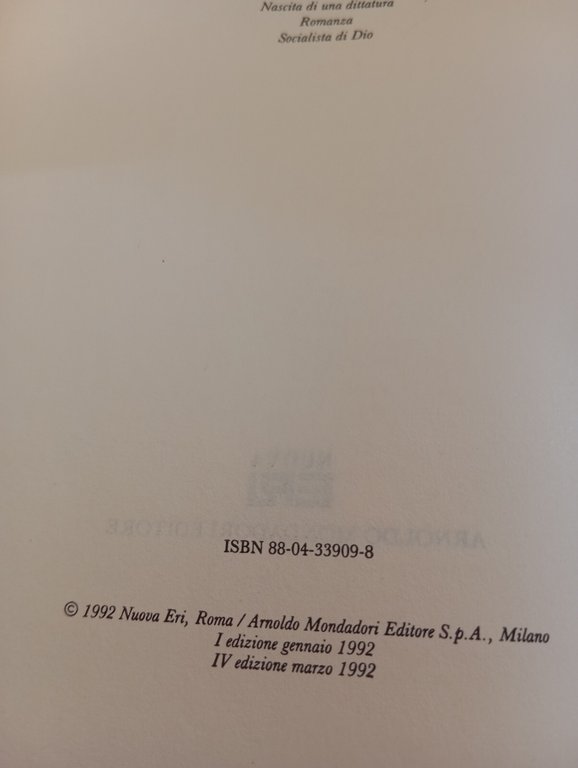 Nascita di una dittatura
Romanza
Socialista di Dio
ISBN 88-04-33909-8
© 1992 Nuova Eri, Roma / Arnoldo Mondadori Editore S.p.A., Milano
I edizione gennaio 1992
IV edizione marzo 1992